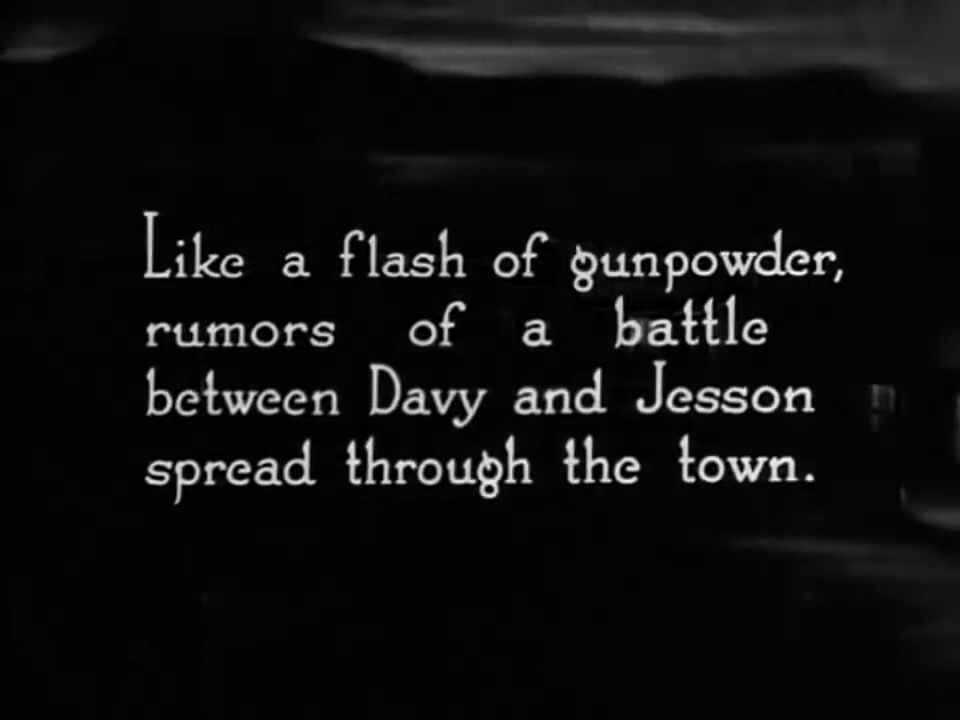 Like a flash of gunpowder,
rumors of a battle
between Davy and Jesson
spread through the town.